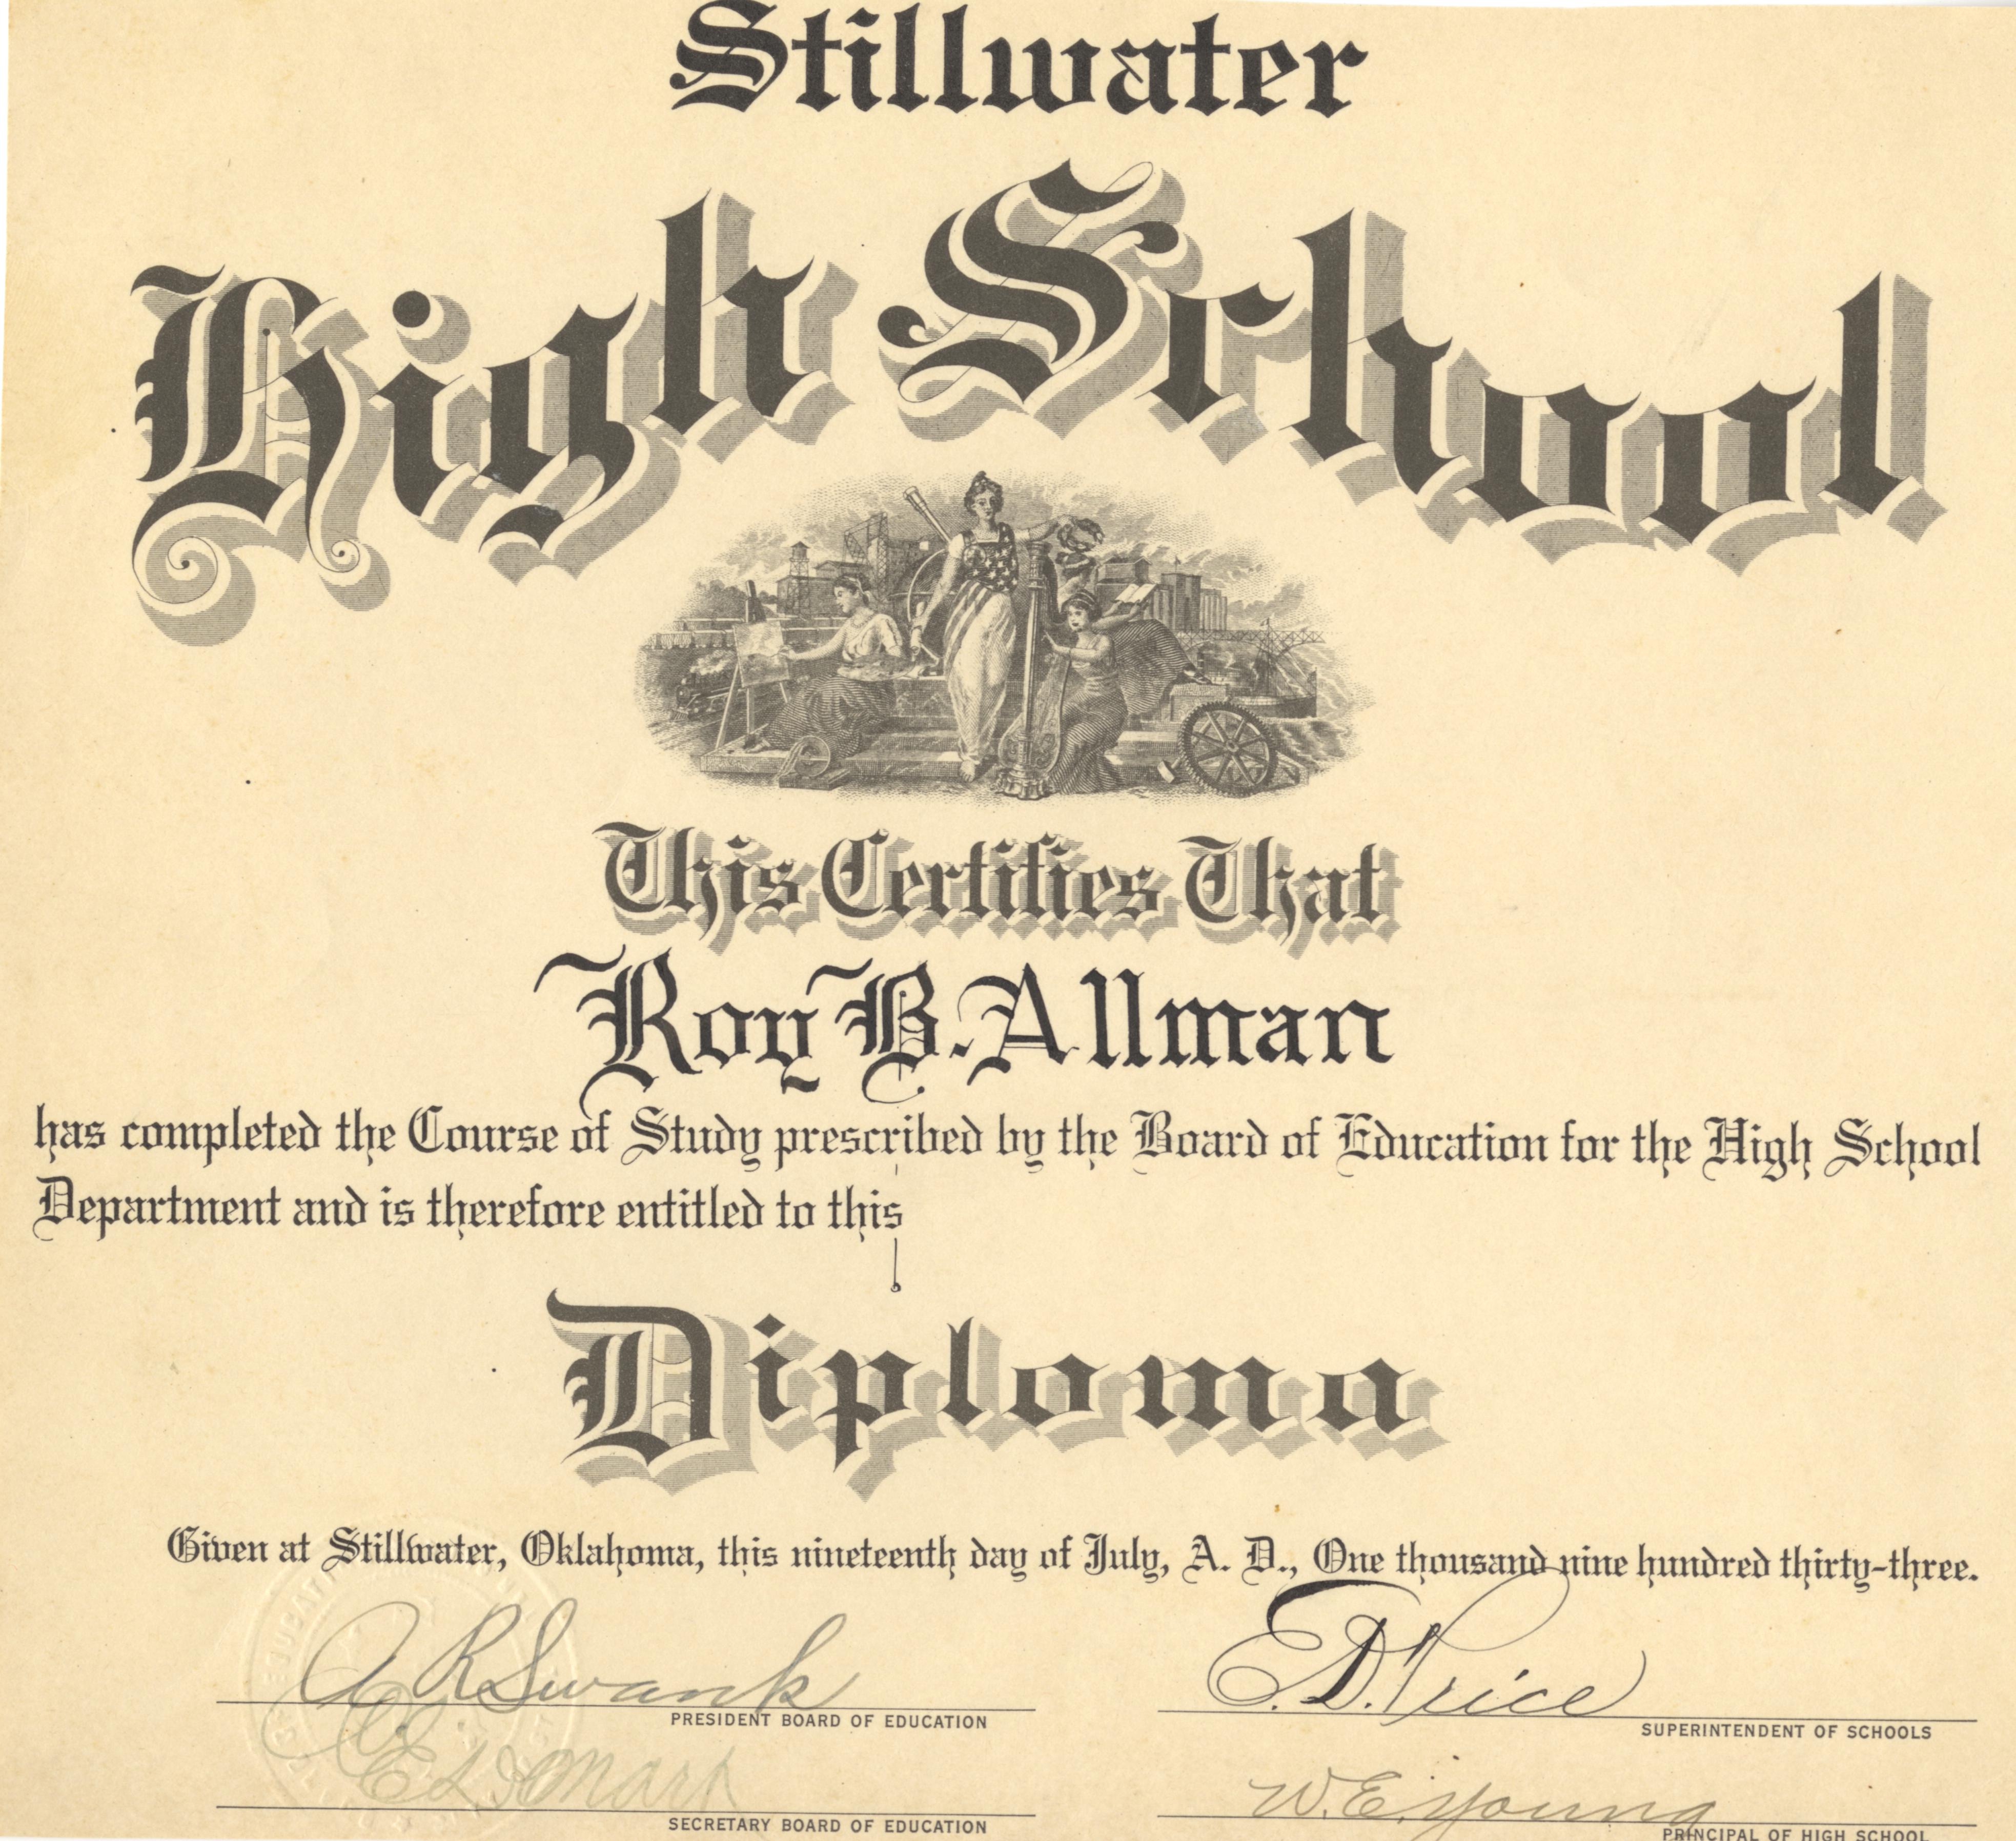 Stillwater
High School
This Certifies That
Roy B. Allman
has completed the Course of Study prescribed by the Board of Education for the High School
Department and is therefore entitled to this
Diploma
Given at Stillwater, Oklahoma, this nineteenth day of July, A. D., One thousand nine hundred thirty-three.
A R Swank
PRESIDENT BOARD OF EDUCATION
E. D. Price
SUPERINTENDENT OF SCHOOLS
SECRETARY BOARD OF EDUCATION
W. E. Young
PRINCIPAL OF HIGH SCHOOL